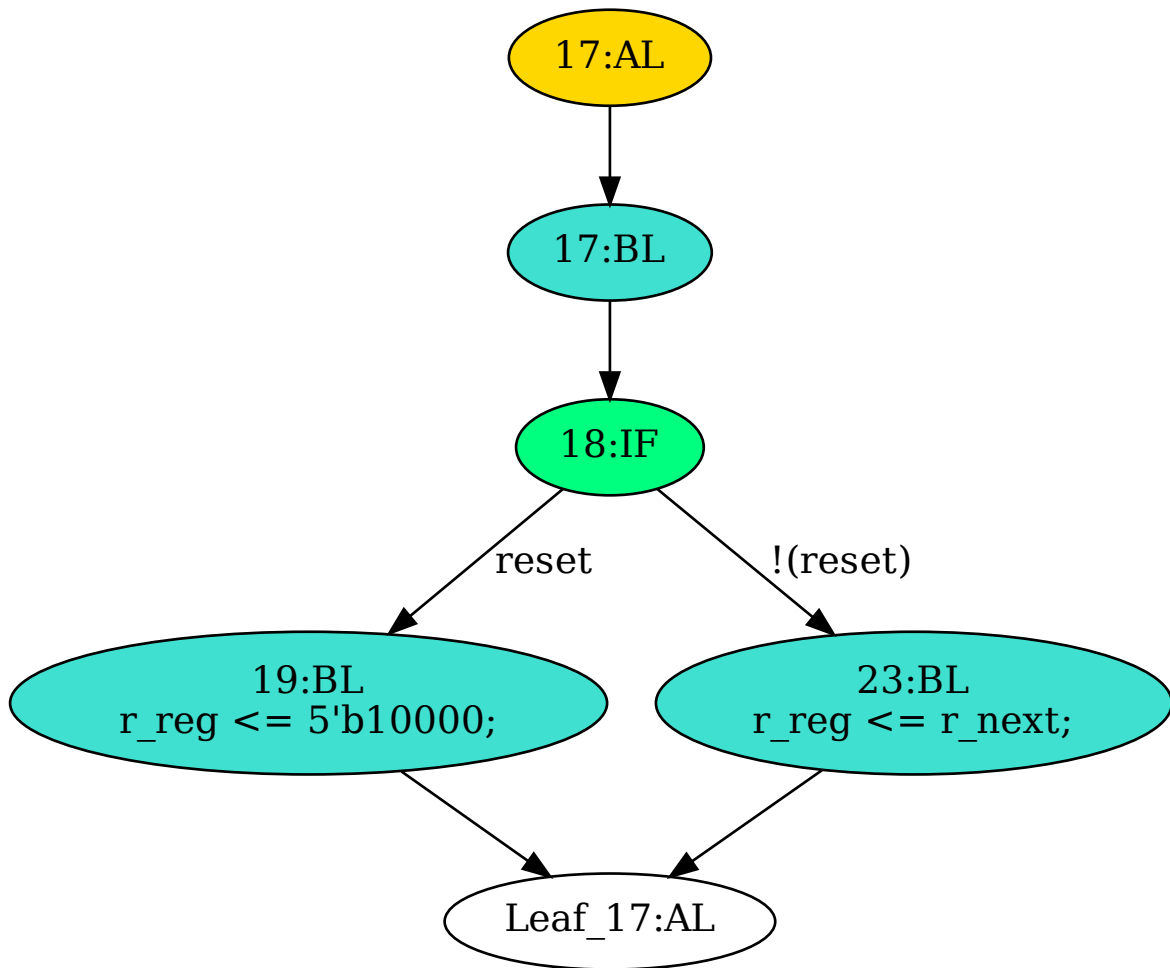 17:AL
17:BL
18:IF
reset
!(reset)
19:BL
r_reg <= 5'b10000;
23:BL
r_reg <= r_next;
Leaf_17:AL